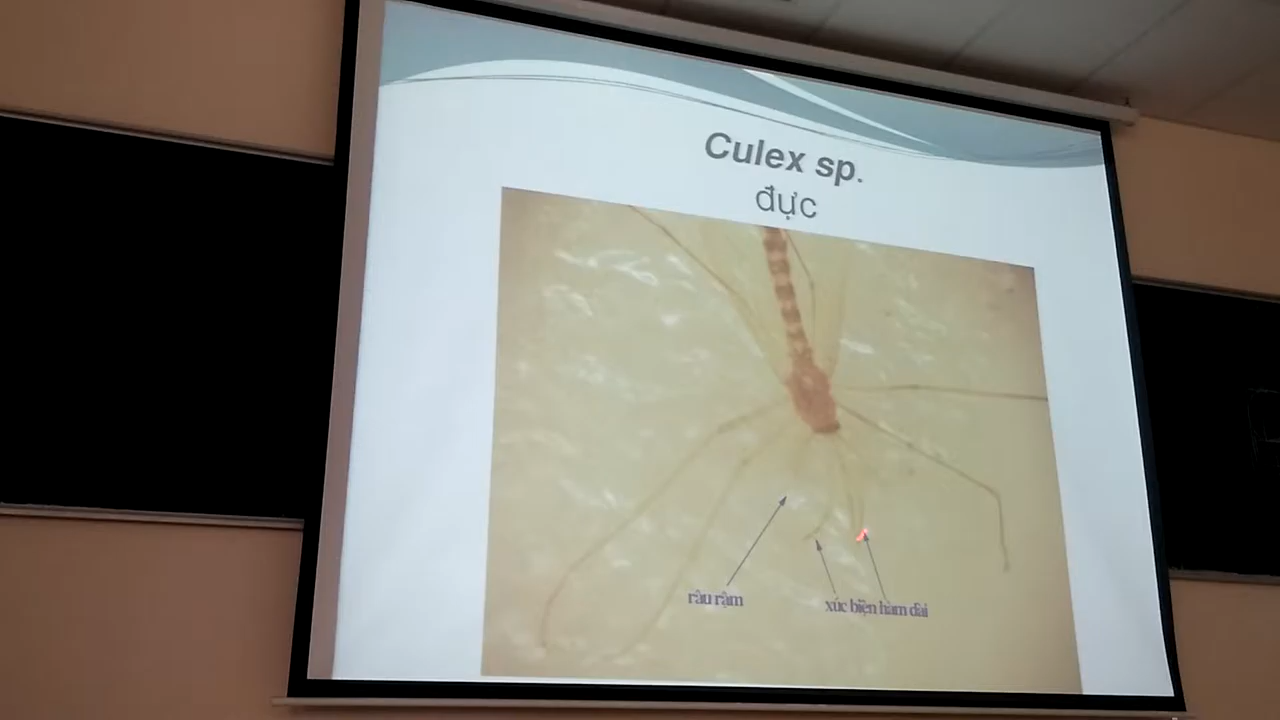 Culex sp.
đực
râu rậm
xúc biện hàm dài